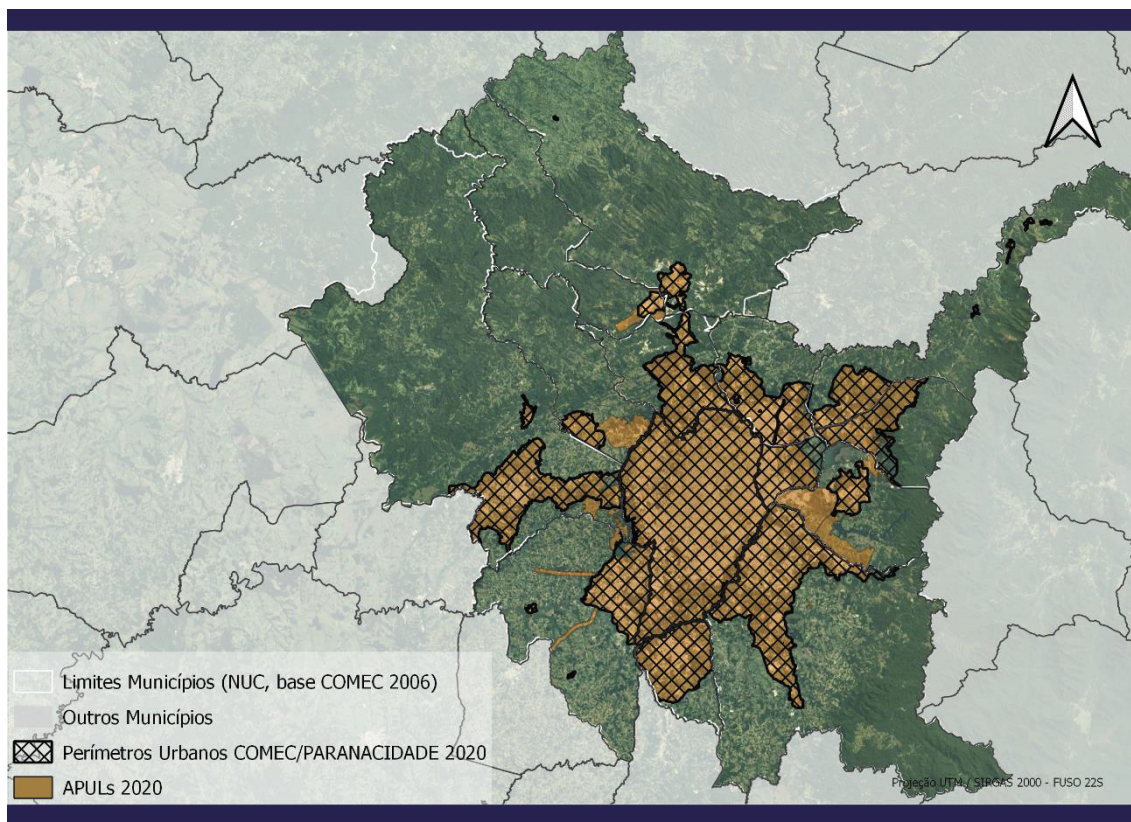 Limites Municípios (NUC, base COMEC 2006)
Outros Municípios
Perímetros Urbanos COMEC/PARANACIDADE 2020
APULs 2020
Projeção UTM / SIRGAS 2000 - FUSO 22S